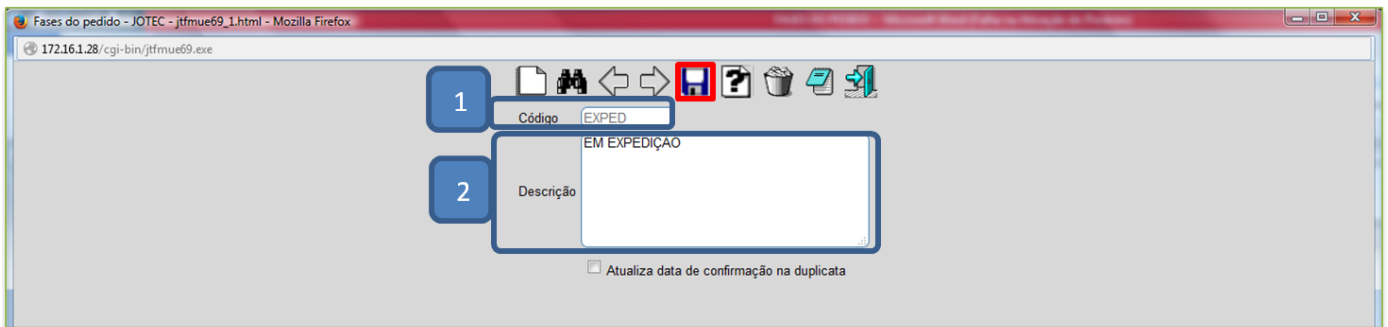 Fases do pedido - JOTEC - jtfmue69_1.html - Mozilla Firefox
172.16.1.28/cgi-bin/jtfmue69.exe
1
Código EXPED
EM EXPEDIÇAO
2
Descrição
Atualiza data de confirmação na duplicata